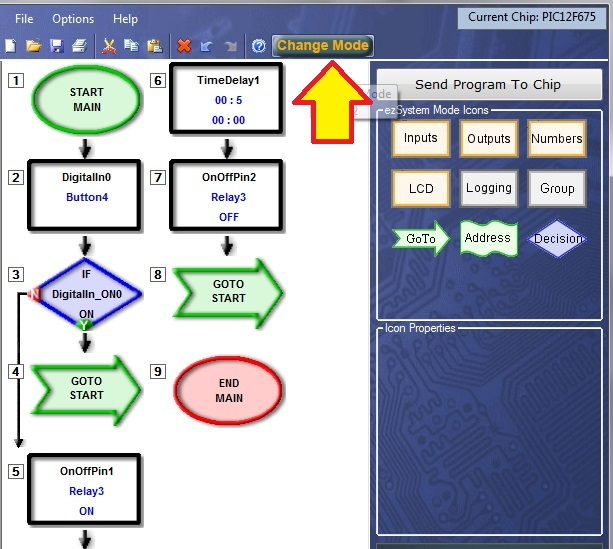 File Options Help
Current Chip: PIC12F675
Change Mode
1
START
MAIN
2
DigitalIn0
Button4
3
IF
DigitalIn_ON0
ON
N
Y
4
GOTO
START
5
OnOffPin1
Relay3
ON
6
TimeDelay1
00 : 5
00 : 00
7
OnOffPin2
Relay3
OFF
8
GOTO
START
9
END
MAIN
Send Program To Chip
ode
ezSystem Mode Icons
Inputs Outputs Numbers
LCD Logging Group
GoTo Address Decision
Icon Properties